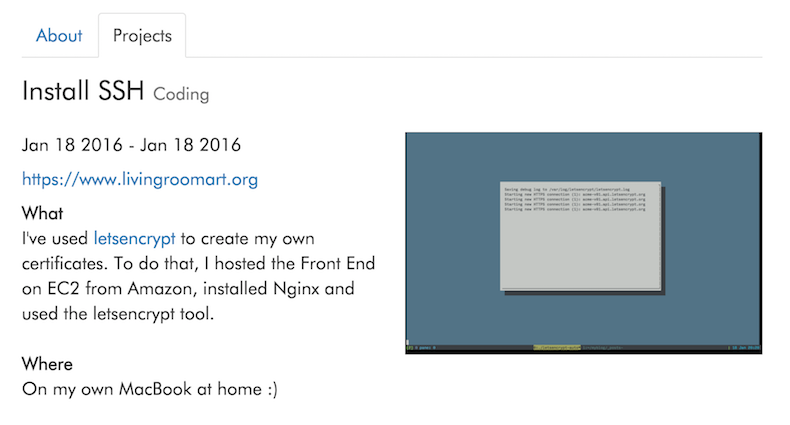 About Projects
Install SSH Coding
Jan 18 2016 - Jan 18 2016
https://www.livingroomart.org
What
I've used letsencrypt to create my own
certificates. To do that, I hosted the Front End
on EC2 from Amazon, installed Nginx and
used the letsencrypt tool.
Where
On my own MacBook at home :)
Saving debug log to /var/log/letsencrypt/letsencrypt.log
Starting new HTTPS connection (1): acme-v01.api.letsencrypt.org
Starting new HTTPS connection (1): acme-v01.api.letsencrypt.org
Starting new HTTPS connection (1): acme-v01.api.letsencrypt.org
Starting new HTTPS connection (1): acme-v01.api.letsencrypt.org